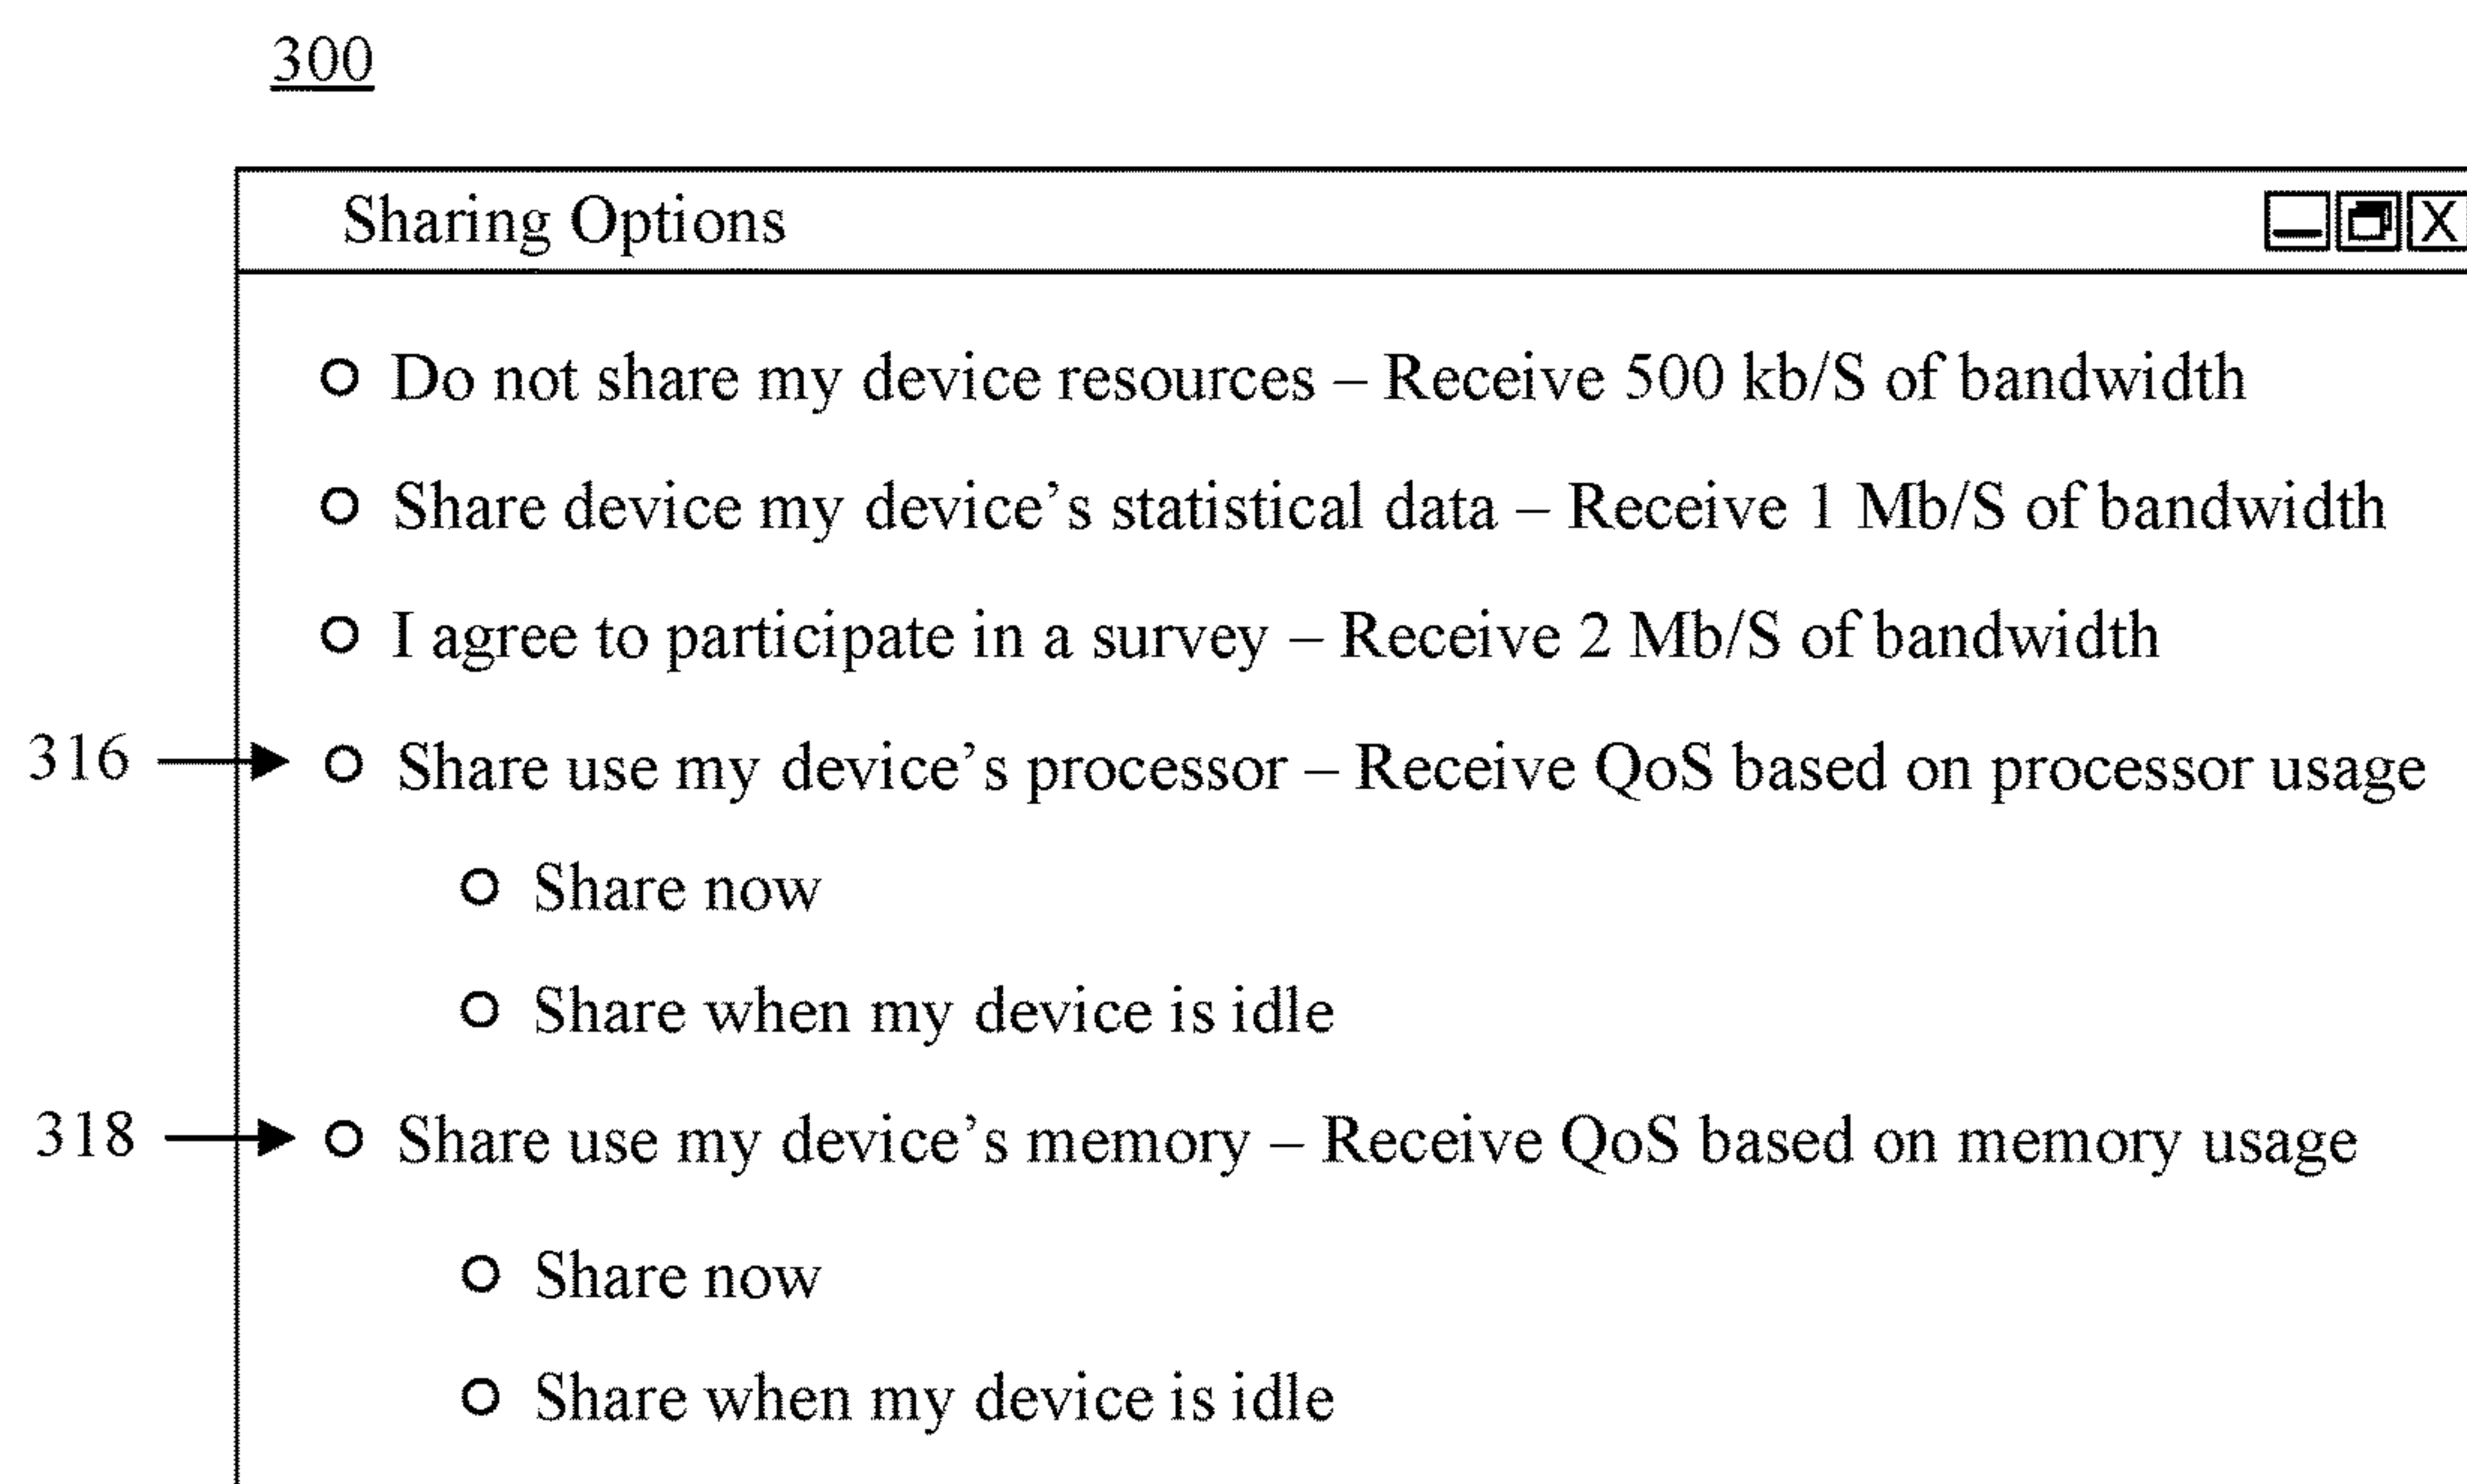 300
Sharing Options X
Do not share my device resources – Receive 500 kb/S of bandwidth
Share device my device's statistical data – Receive 1 Mb/S of bandwidth
I agree to participate in a survey – Receive 2 Mb/S of bandwidth
316 Share use my device's processor – Receive QoS based on processor usage
Share now
Share when my device is idle
318 Share use my device's memory – Receive QoS based on memory usage
Share now
Share when my device is idle